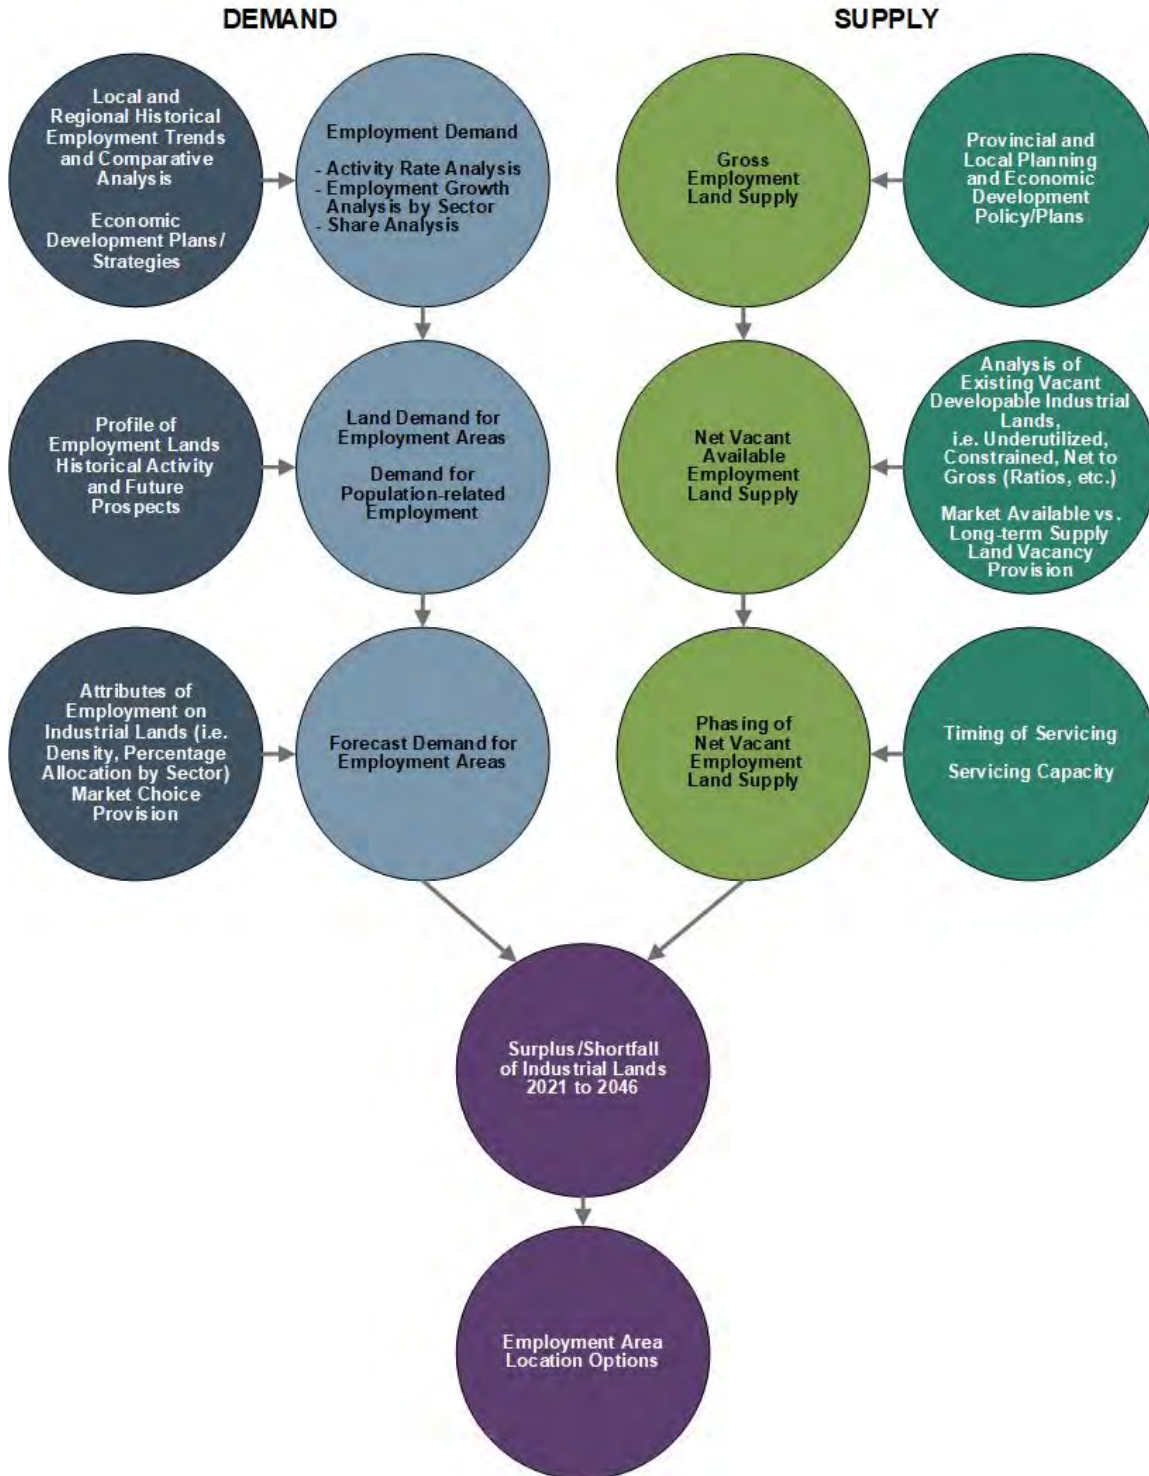 DEMAND
SUPPLY
Local and
Regional Historical
Employment Trends
and Comparative
Analysis
Economic
Development Plans/
Strategies
Employment Demand
- Activity Rate Analysis
- Employment Growth
Analysis by Sector
- Share Analysis
Gross
Employment
Land Supply
Provincial and
Local Planning
and Economic
Development
Policy/Plans
Profile of
Employment Lands
Historical Activity
and Future
Prospects
Land Demand for
Employment Areas
Demand for
Population-related
Employment
Net Vacant
Available
Employment
Land Supply
Analysis of
Existing Vacant
Developable Industrial
Lands,
i.e. Underutilized,
Constrained, Net to
Gross (Ratios, etc.)
Market Available vs.
Long-term Supply
Land Vacancy
Provision
Attributes of
Employment on
Industrial Lands (i.e.
Density, Percentage
Allocation by Sector)
Market Choice
Provision
Forecast Demand for
Employment Areas
Phasing of
Net Vacant
Employment
Land Supply
Timing of Servicing
Servicing Capacity
Surplus/Shortfall
of Industrial Lands
2021 to 2046
Employment Area
Location Options